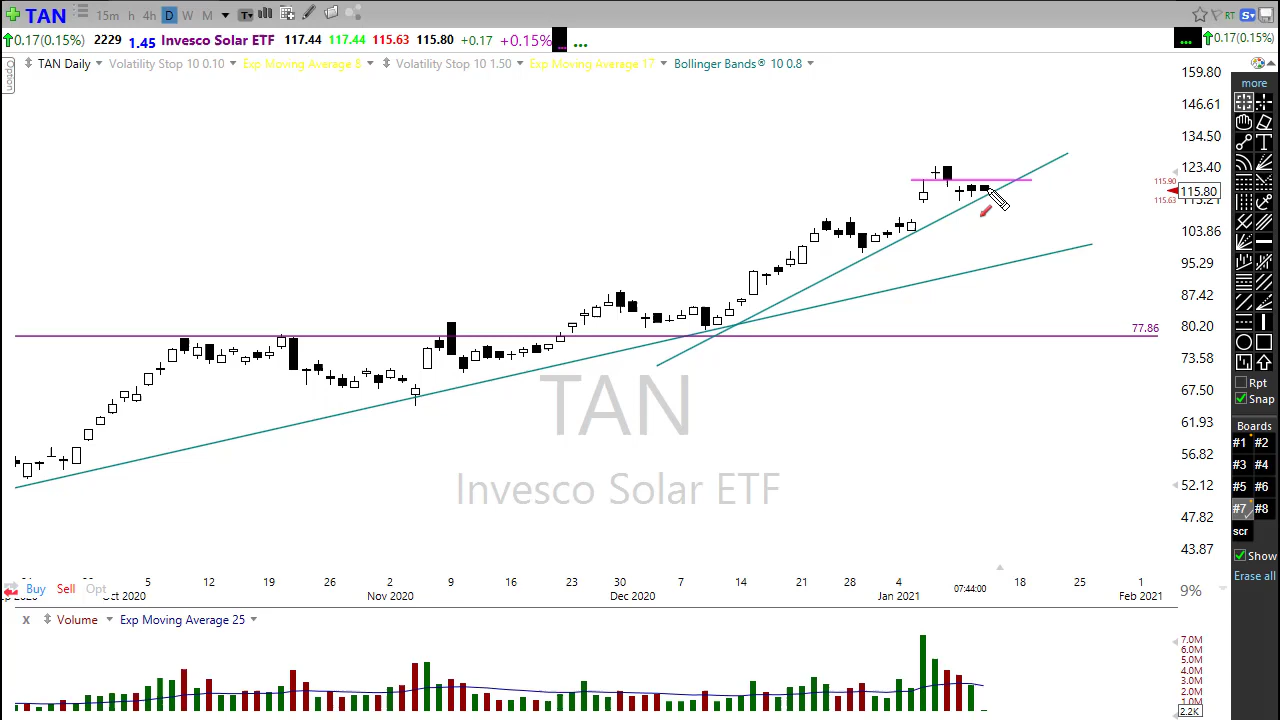 TAN 15m h 4h D W M T RT S 0.17(0.15%)
0.17(0.15%) 2229 1.45 Invesco Solar ETF 117.44 117.44 115.63 115.80 +0.17 +0.15% ... ...
Option TAN Daily Volatility Stop 10 0.10 Exp Moving Average 8 Volatility Stop 10 1.50 Exp Moving Average 17 Bollinger Bands® 10 0.8
159.80
more
146.61
134.50
123.40
115.90
115.80
115.63
103.86
95.29
87.42
77.86
80.20
73.58
67.50
61.93
56.82
52.12
47.82
43.87
TAN
Invesco Solar ETF
Rpt
Snap
Boards
#1 #2
#3 #4
#5 #6
#7 #8
scr
Show
Erase all
5 12 19 26 2 9 16 23 30 7 14 21 28 4 18 25 1
Buy Sell Opt
Oct 2020 Nov 2020 Dec 2020 Jan 2021 07:44:00 Feb 2021
9%
x Volume Exp Moving Average 25
7.0M
6.0M
5.0M
4.0M
3.0M
2.0M
1.0M
2.2K